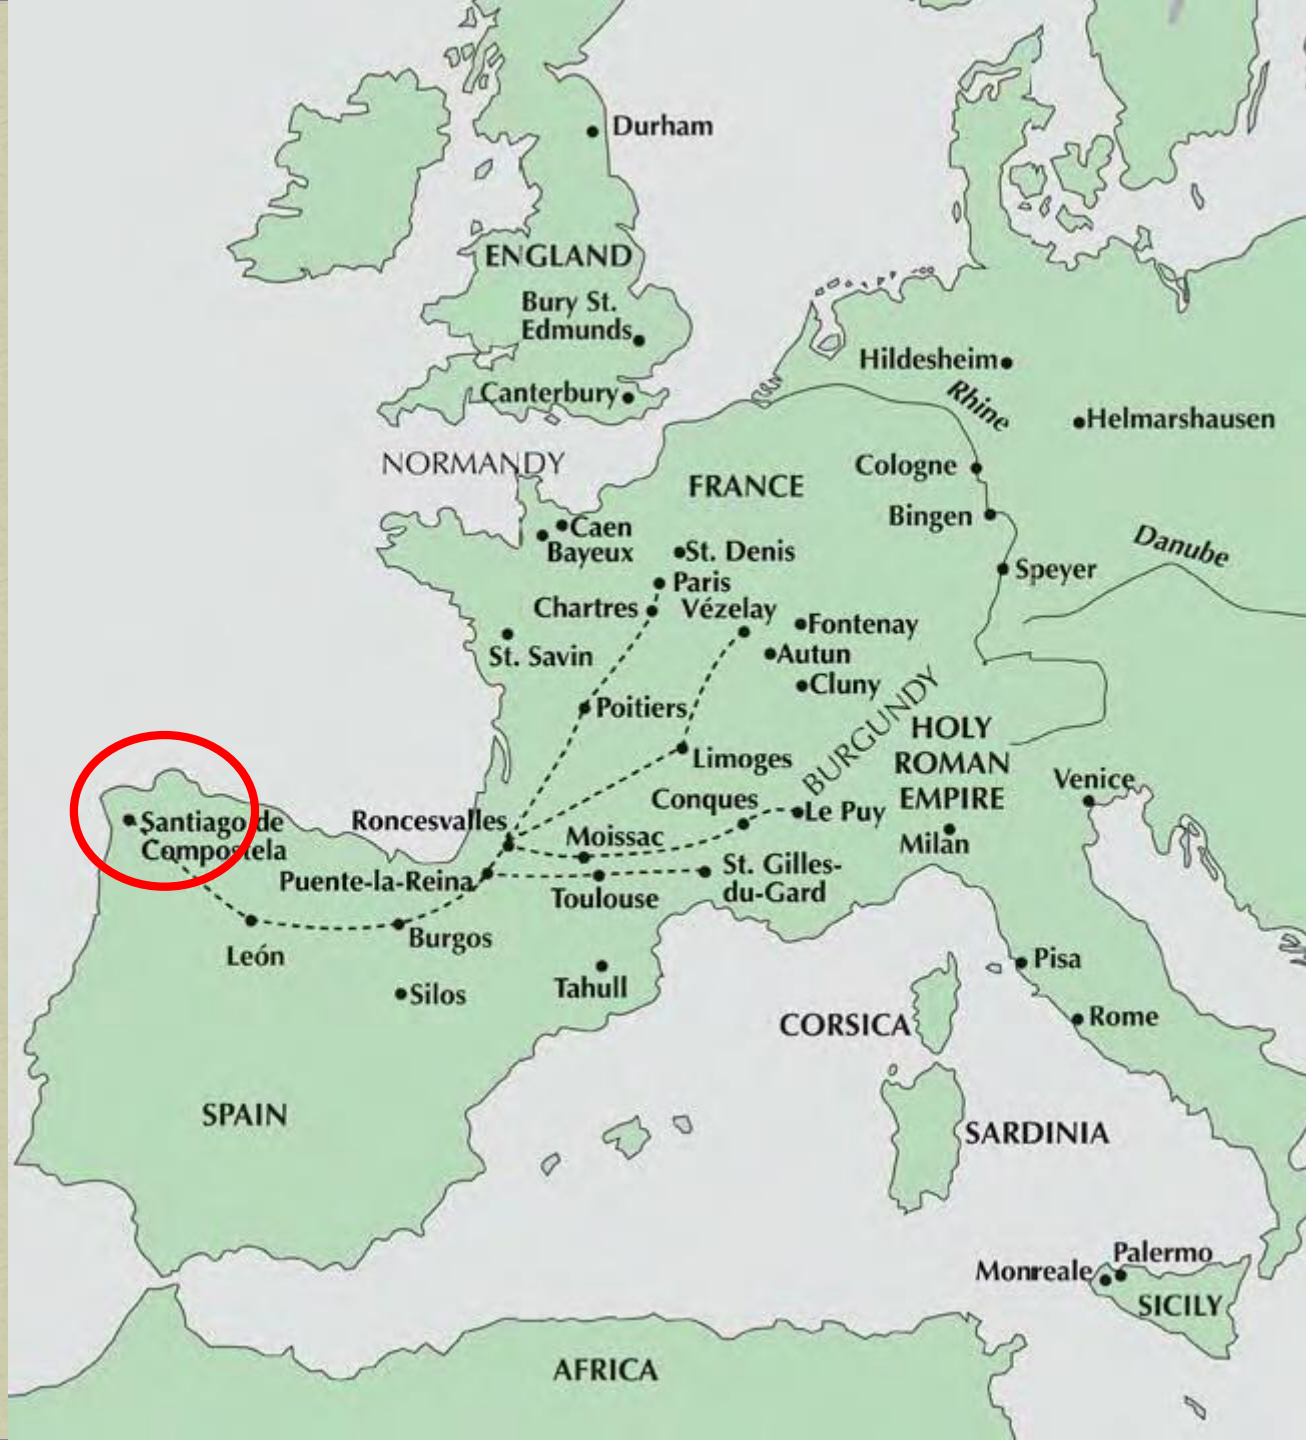 Durham
ENGLAND
Bury St.
Edmunds
Canterbury
Hildesheim
Rhine
Helmarshausen
NORMANDY
FRANCE
Cologne
Bingen
Caen
Bayeux
St. Denis
Danube
Paris
Speyer
Chartres
Vézelay
Fontenay
St. Savin
Autun
Cluny
Poitiers
BURGUNDY
HOLY
ROMAN
EMPIRE
Limoges
Venice
Conques
Le Puy
Santiago de
Compostela
Roncesvalles
Moissac
Milan
Puente-la-Reina
St. Gilles-
du-Gard
Toulouse
León
Burgos
Tahull
Silos
Pisa
CORSICA
Rome
SPAIN
SARDINIA
Palermo
Monreale
SICILY
AFRICA